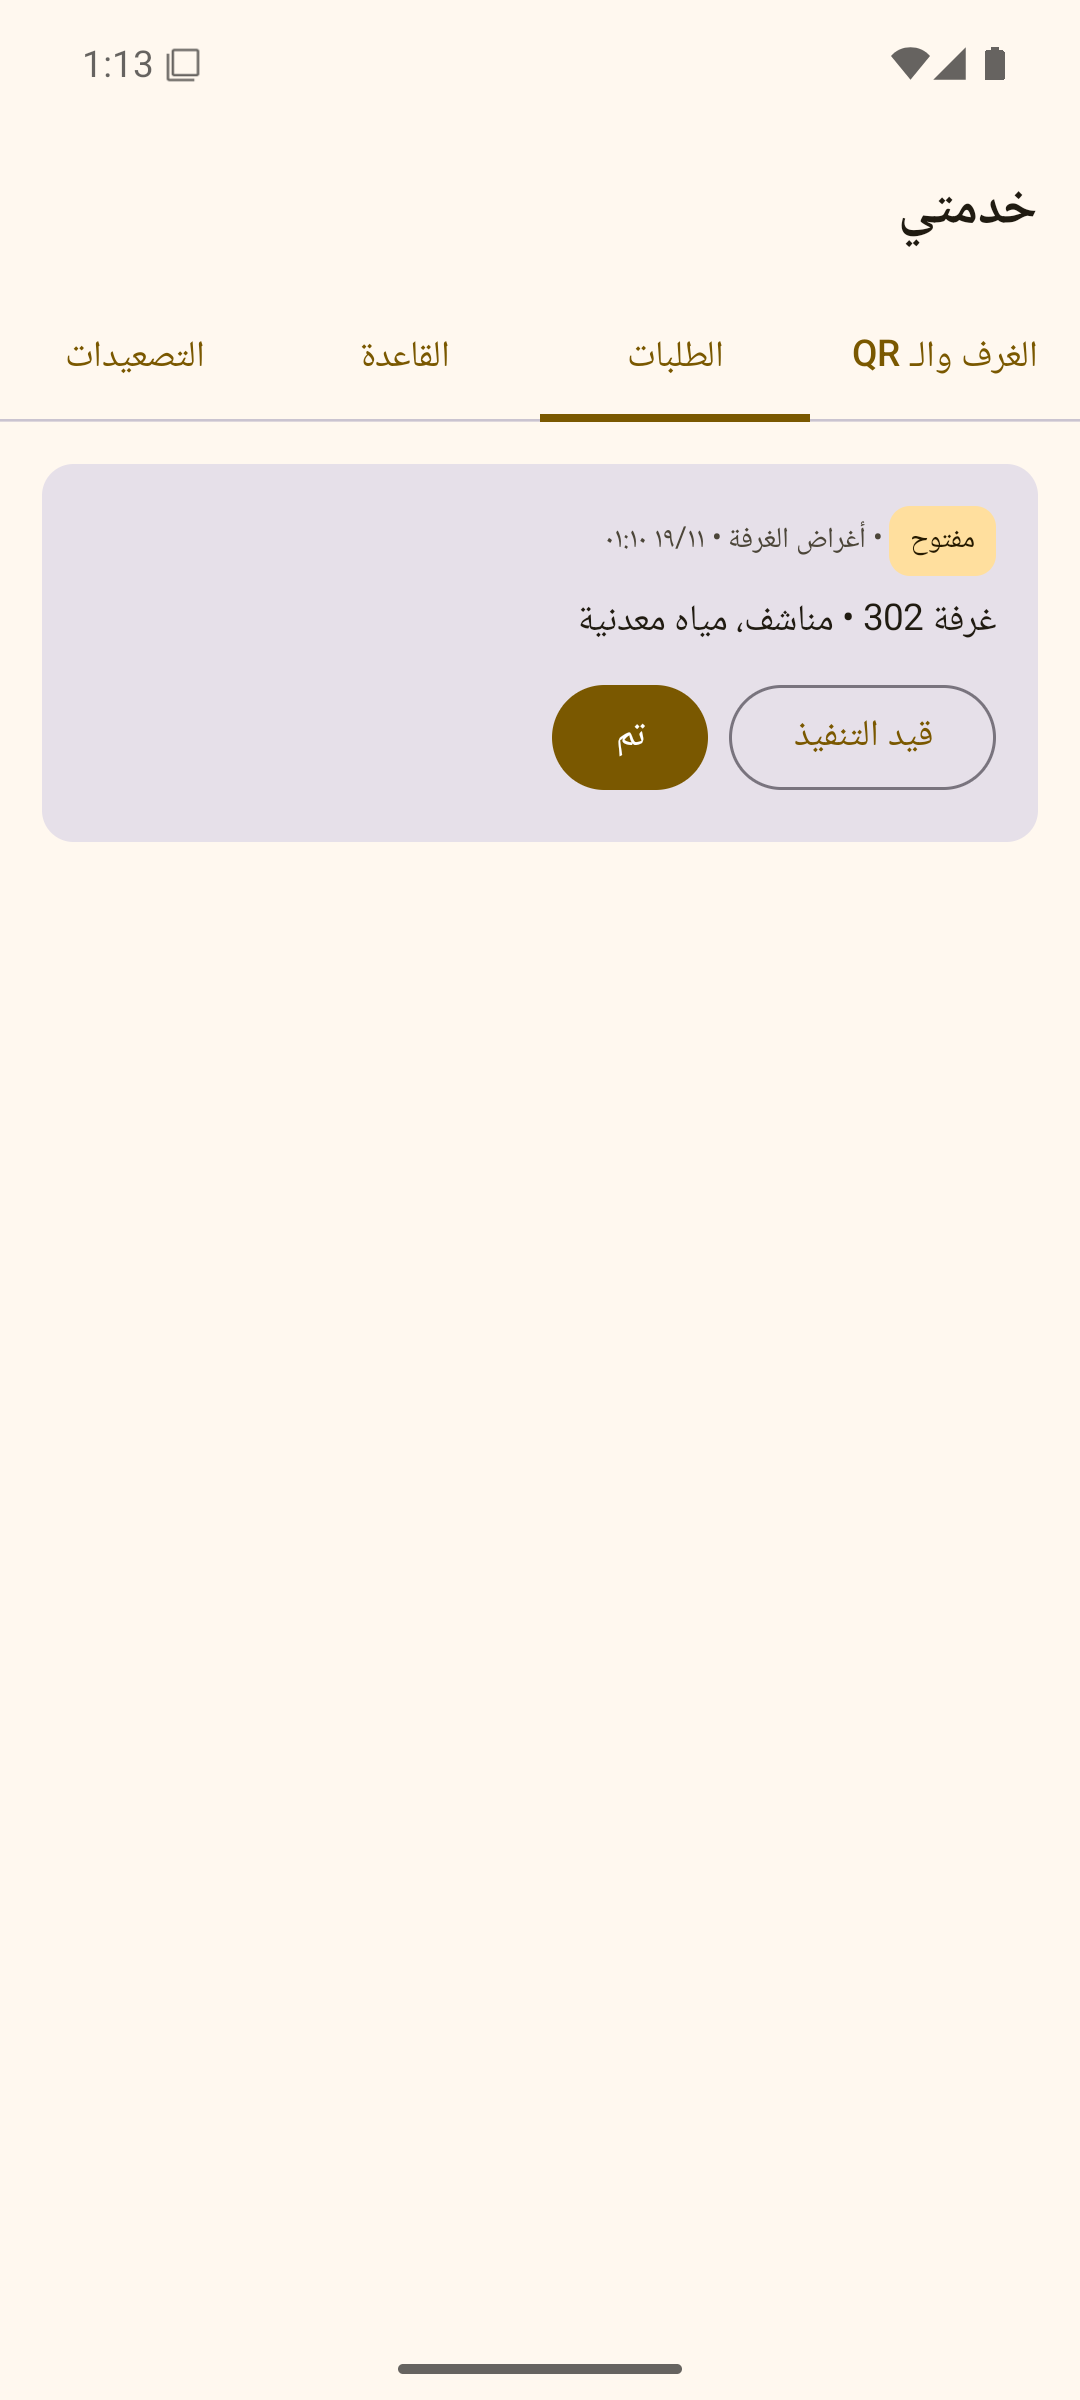 1:13
خدمتي
الغرف والـ QR
الطلبات
القاعدة
التصعيدات
مفتوح • أغراض الغرفة • ١٩/١١ ٠١:١٠
غرفة 302 • مناشف، مياه معدنية
قيد التنفيذ
تم